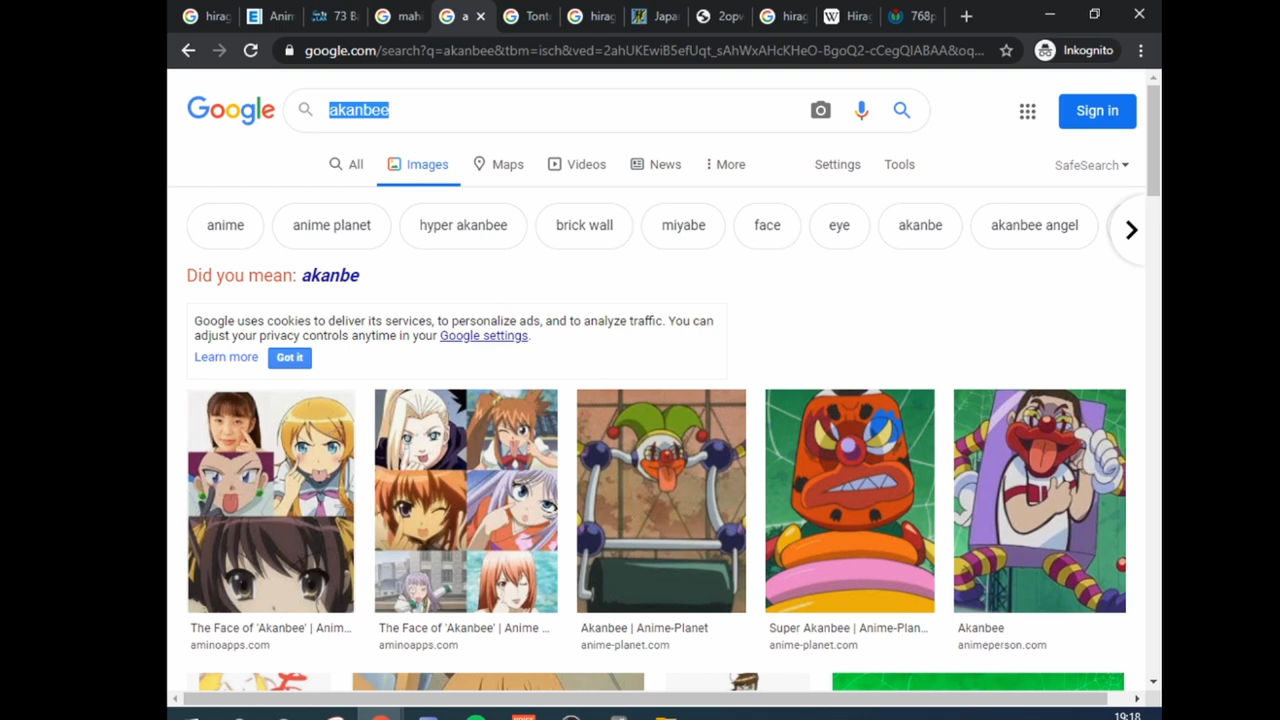 hirag
Anim
73 B
mahi
a
Tont
hirag
Japa
2opw
hirag
Hirag
768p
google.com/search?q=akanbee&tbm=isch&ved=2ahUKEwiB5efUqt_sAhWxAHcKHeO-BgoQ2-cCegQIABAA&oq...
Inkognito
Google
akanbee
Sign in
All
Images
Maps
Videos
News
More
Settings
Tools
SafeSearch
anime
anime planet
hyper akanbee
brick wall
miyabe
face
eye
akanbe
akanbee angel
Did you mean: akanbe
Google uses cookies to deliver its services, to personalize ads, and to analyze traffic. You can
adjust your privacy controls anytime in your Google settings.
Learn more
Got it
The Face of 'Akanbee' | Anim...
aminoapps.com
The Face of 'Akanbee' | Anime ...
aminoapps.com
Akanbee | Anime-Planet
anime-planet.com
Super Akanbee | Anime-Plan...
anime-planet.com
Akanbee
animeperson.com
19:18